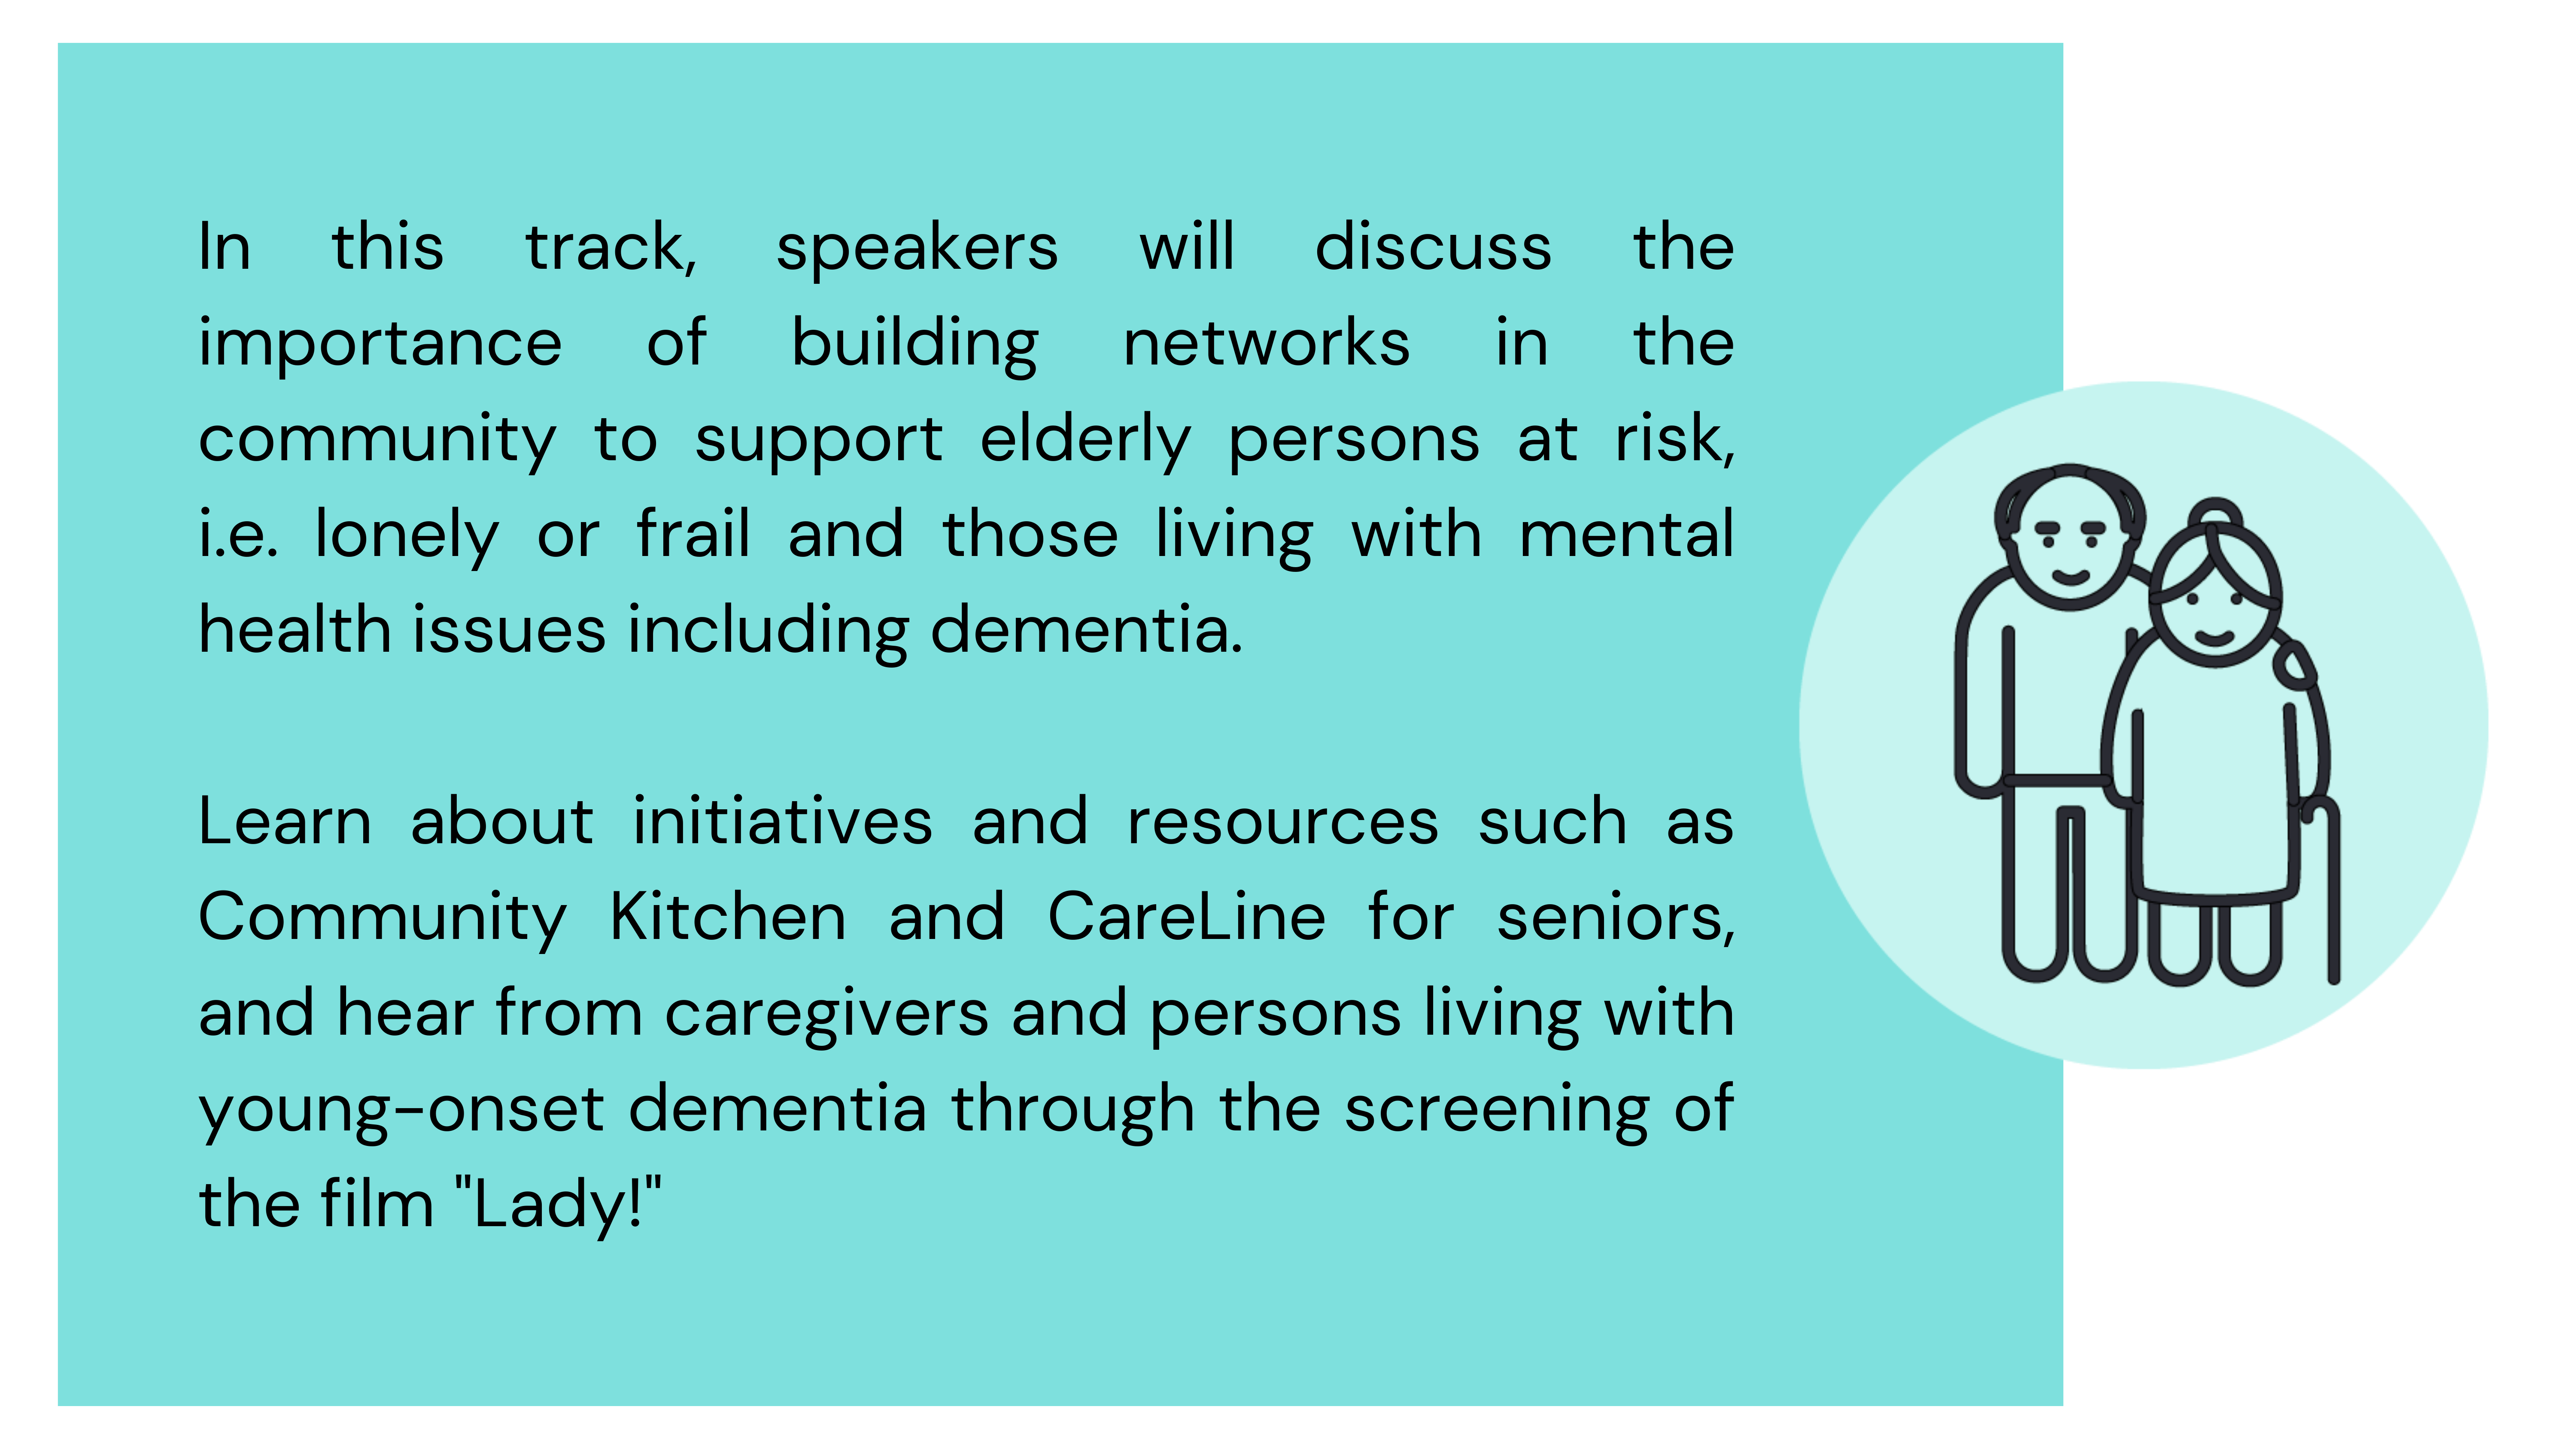 In this track, speakers will discuss the
importance of building networks in the
community to support elderly persons at risk,
i.e. lonely or frail and those living with mental
health issues including dementia.
Learn about initiatives and resources such as
Community Kitchen and CareLine for seniors,
and hear from caregivers and persons living with
young-onset dementia through the screening of
the film "Lady!"